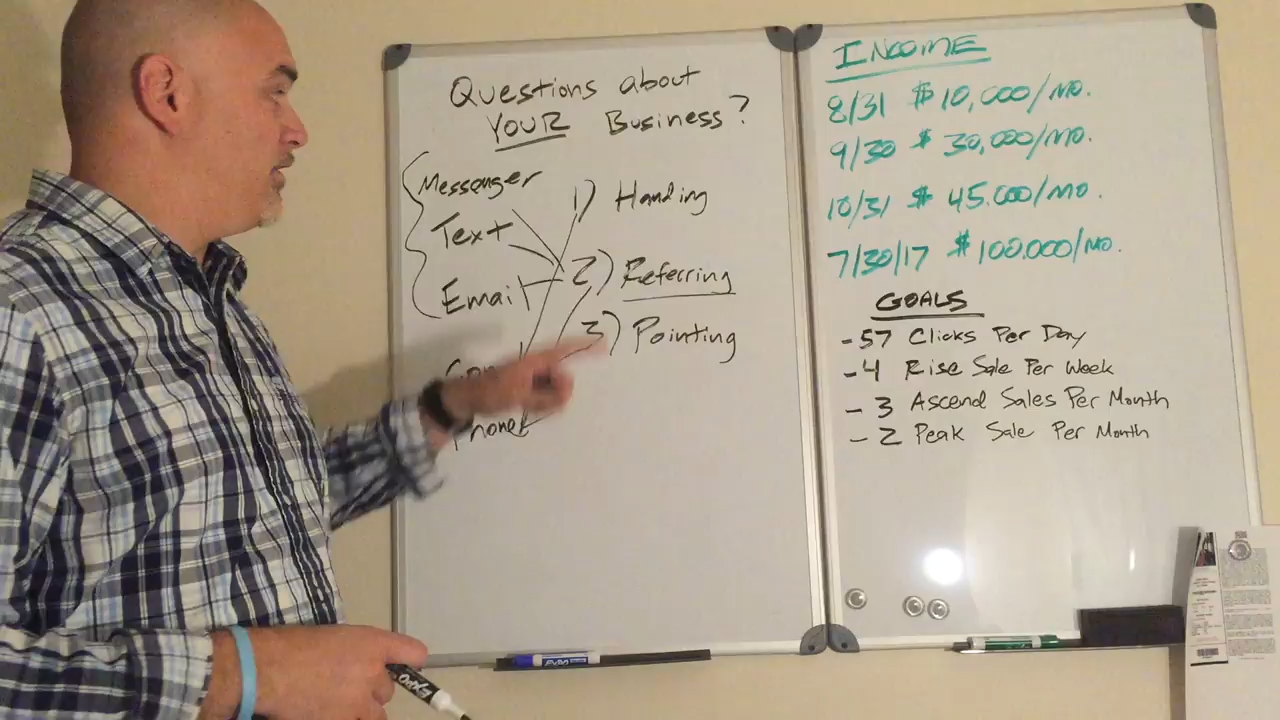 Questions about
YOUR Business?
Messenger
Text
Email
Phone
1) Handing
2) Referring
3) Pointing
INCOME
8/31 $10,000/mo.
9/30 $30,000/mo.
10/31 $45.000/mo.
7/30/17 $100.000/mo.
GOALS
-57 Clicks Per Day
-4 Rise Sale Per Week
-3 Ascend Sales Per Month
-2 Peak Sale Per Month
EXPO